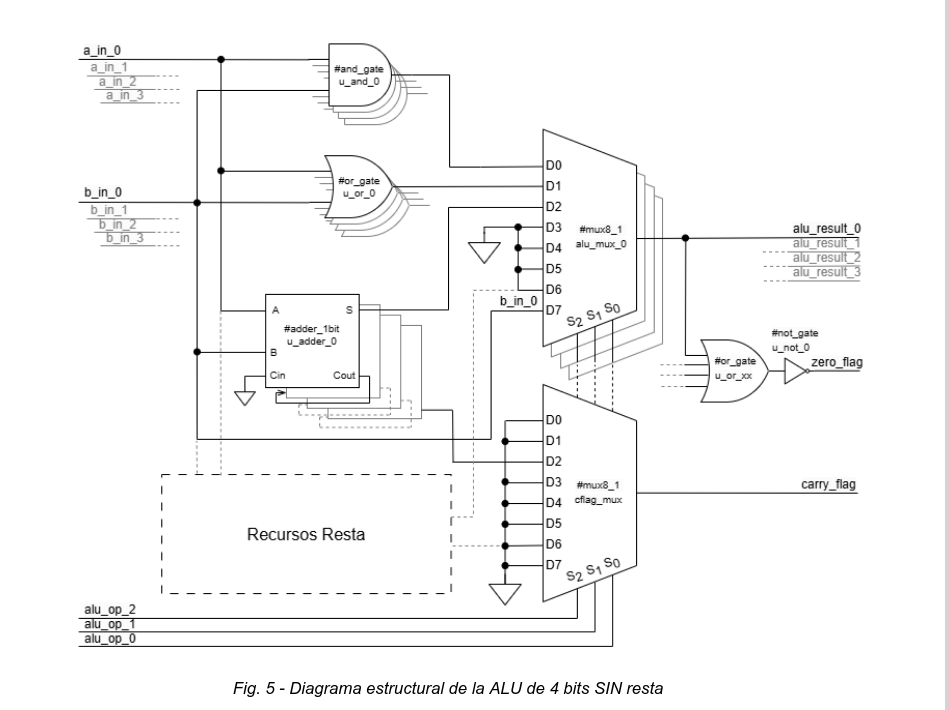 a_in_0
a_in_1
a_in_2
a_in_3
#and_gate
u_and_0
b_in_0
b_in_1
b_in_2
b_in_3
#or_gate
u_or_0
D0
D1
D2
D3
D4
D5
D6
D7
#mux8_1
alu_mux_0
S2 S1 S0
b_in_0
alu_result_0
alu_result_1
alu_result_2
alu_result_3
A S
#adder_1bit
u_adder_0
B
Cin Cout
#or_gate
u_or_xx
#not_gate
u_not_0
zero_flag
D0
D1
D2
D3
D4
D5
D6
D7
#mux8_1
cflag_mux
S2 S1 S0
carry_flag
Recursos Resta
alu_op_2
alu_op_1
alu_op_0
Fig. 5 - Diagrama estructural de la ALU de 4 bits SIN resta